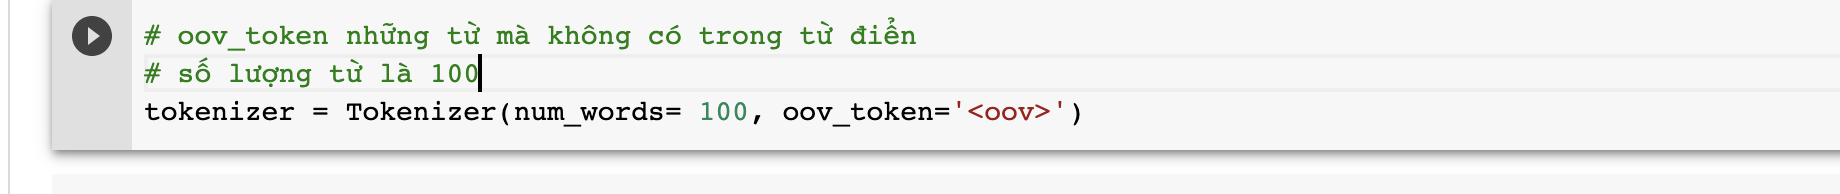 # oov_token những từ mà không có trong từ điển
# số lượng từ là 100
tokenizer = Tokenizer(num_words= 100, oov_token='<oov>')